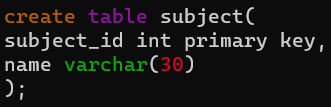 create table subject(
subject_id int primary key,
name varchar(30)
);